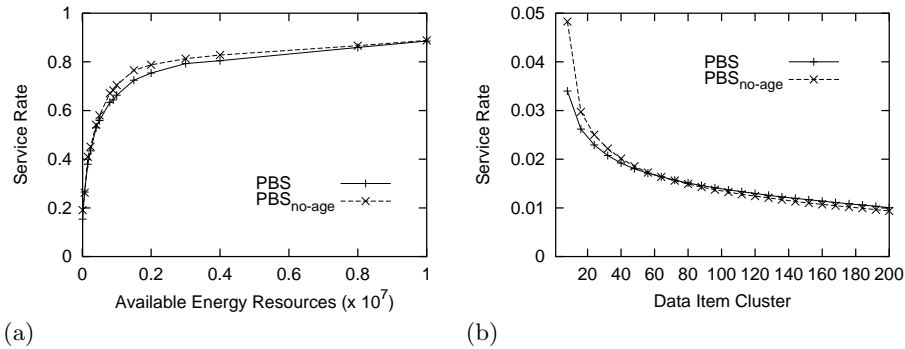 1
0.8
0.6
0.4
0.2
0
Service Rate
PBS
PBSno-age
0 0.2 0.4 0.6 0.8 1
Available Energy Resources (x 10^7)
(a)
0.05
0.04
0.03
0.02
0.01
0
Service Rate
PBS
PBSno-age
20 40 60 80 100 120 140 160 180 200
Data Item Cluster
(b)